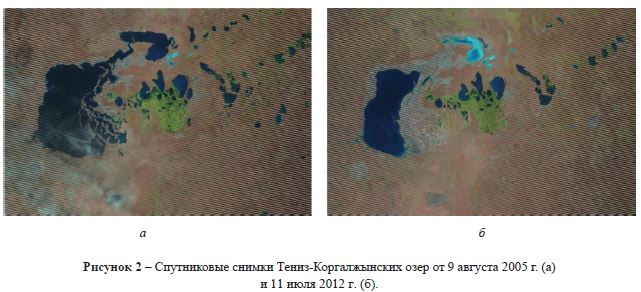 а
б
Рисунок 2 – Спутниковые снимки Тениз-Коргалжынских озер от 9 августа 2005 г. (а)
и 11 июля 2012 г. (б).